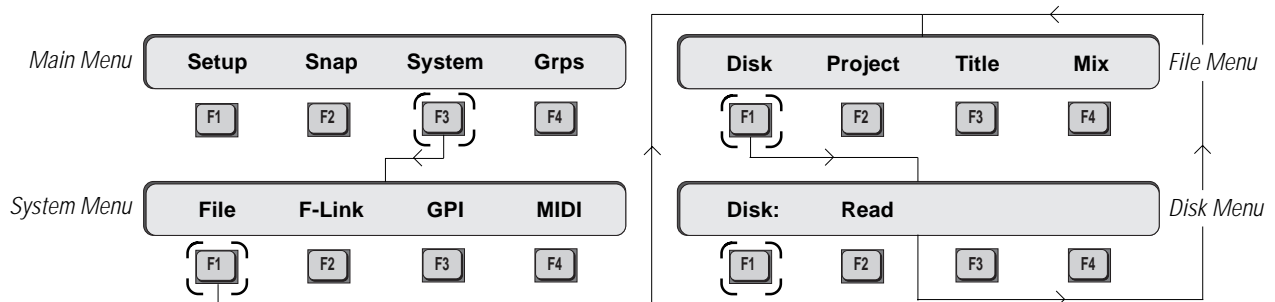 Main Menu
Setup Snap System Grps
F1 F2 F3 F4
System Menu
File F-Link GPI MIDI
F1 F2 F3 F4
Disk Project Title Mix
File Menu
F1 F2 F3 F4
Disk: Read
Disk Menu
F1 F2 F3 F4